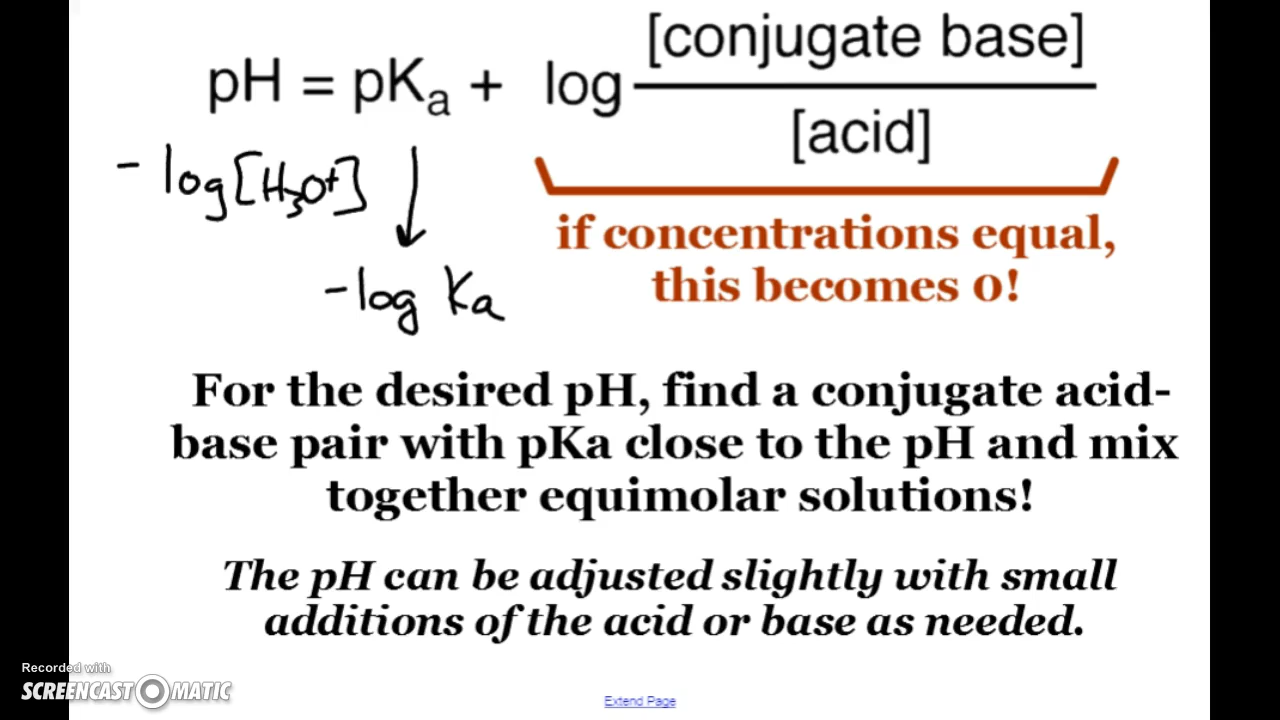 pH = pKa + log [conjugate base]
[acid]
- log [H3O+]
if concentrations equal,
this becomes 0!
-log Ka
For the desired pH, find a conjugate acid-
base pair with pKa close to the pH and mix
together equimolar solutions!
The pH can be adjusted slightly with small
additions of the acid or base as needed.
Recorded with
SCREENCAST-O-MATIC
Extend Page